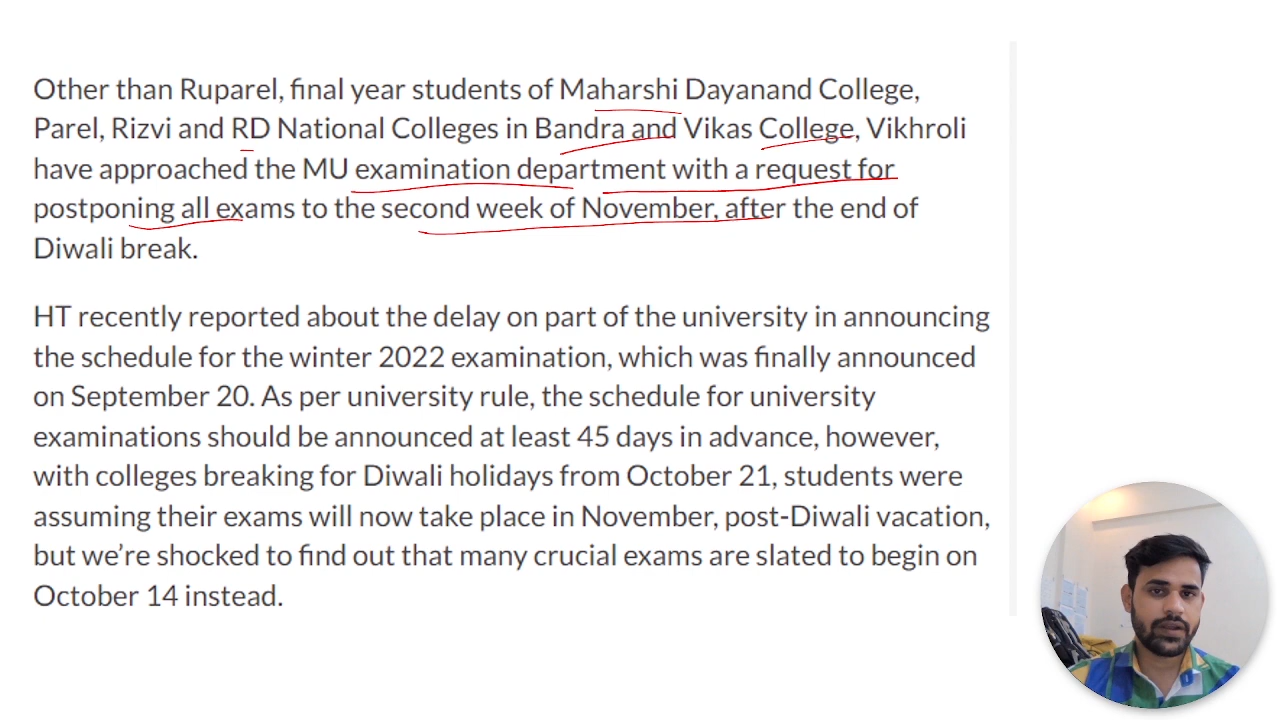 Other than Ruparel, final year students of Maharshi Dayanand College,
Parel, Rizvi and RD National Colleges in Bandra and Vikas College, Vikhroli
have approached the MU examination department with a request for
postponing all exams to the second week of November, after the end of
Diwali break.
HT recently reported about the delay on part of the university in announcing
the schedule for the winter 2022 examination, which was finally announced
on September 20. As per university rule, the schedule for university
examinations should be announced at least 45 days in advance, however,
with colleges breaking for Diwali holidays from October 21, students were
assuming their exams will now take place in November, post-Diwali vacation,
but we’re shocked to find out that many crucial exams are slated to begin on
October 14 instead.